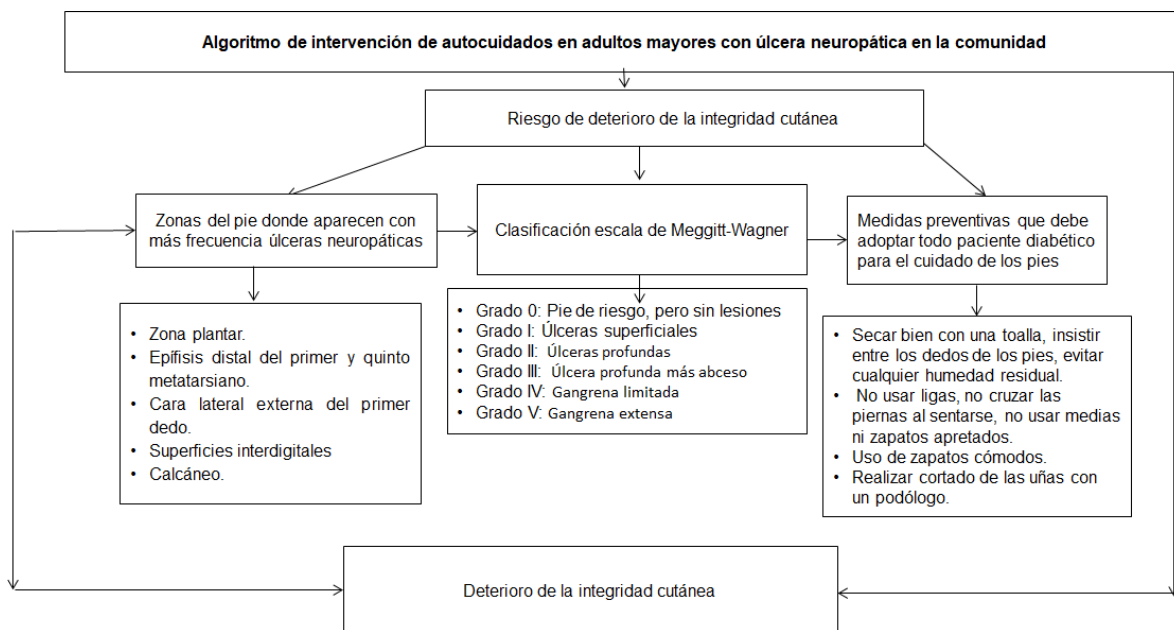 Algoritmo de intervención de autocuidados en adultos mayores con úlcera neuropática en la comunidad
Riesgo de deterioro de la integridad cutánea
Zonas del pie donde aparecen con
más frecuencia úlceras neuropáticas
Clasificación escala de Meggitt-Wagner
Medidas preventivas que debe
adoptar todo paciente diabético
para el cuidado de los pies
• Zona plantar.
• Epífisis distal del primer y quinto
metatarsiano.
• Cara lateral externa del primer
dedo.
• Superficies interdigitales
• Calcáneo.
• Grado 0: Pie de riesgo, pero sin lesiones
• Grado I: Úlceras superficiales
• Grado II: Úlceras profundas
• Grado III: Úlcera profunda más abceso
• Grado IV: Gangrena limitada
• Grado V: Gangrena extensa
• Secar bien con una toalla, insistir
entre los dedos de los pies, evitar
cualquier humedad residual.
• No usar ligas, no cruzar las
piernas al sentarse, no usar medias
ni zapatos apretados.
• Uso de zapatos cómodos.
• Realizar cortado de las uñas con
un podólogo.
Deterioro de la integridad cutánea